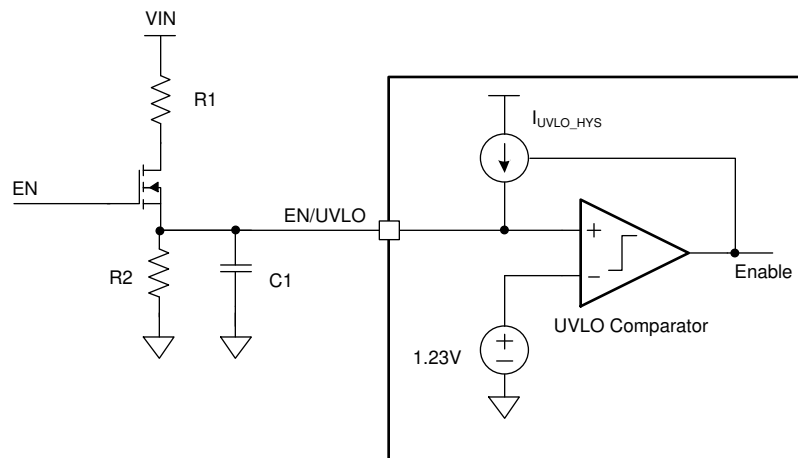 VIN
R1
I_UVLO_HYS
EN
EN/UVLO
+
−
Enable
R2
C1
UVLO Comparator
+
−
1.23V